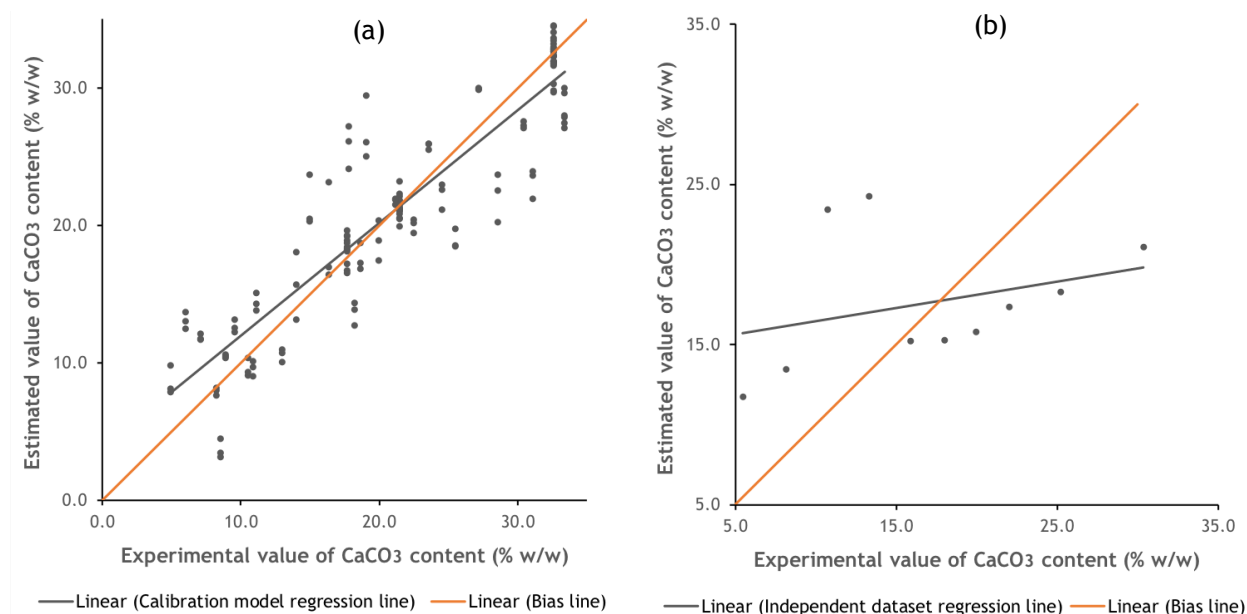 (a)
Estimated value of CaCO3 content (% w/w)
30.0
20.0
10.0
0.0
0.0 10.0 20.0 30.0
Experimental value of CaCO3 content (% w/w)
Linear (Calibration model regression line) Linear (Bias line)
(b)
Estimated value of CaCO3 content (% w/w)
35.0
25.0
15.0
5.0
5.0 15.0 25.0 35.0
Experimental value of CaCO3 content (% w/w)
Linear (Independent dataset regression line) Linear (Bias line)